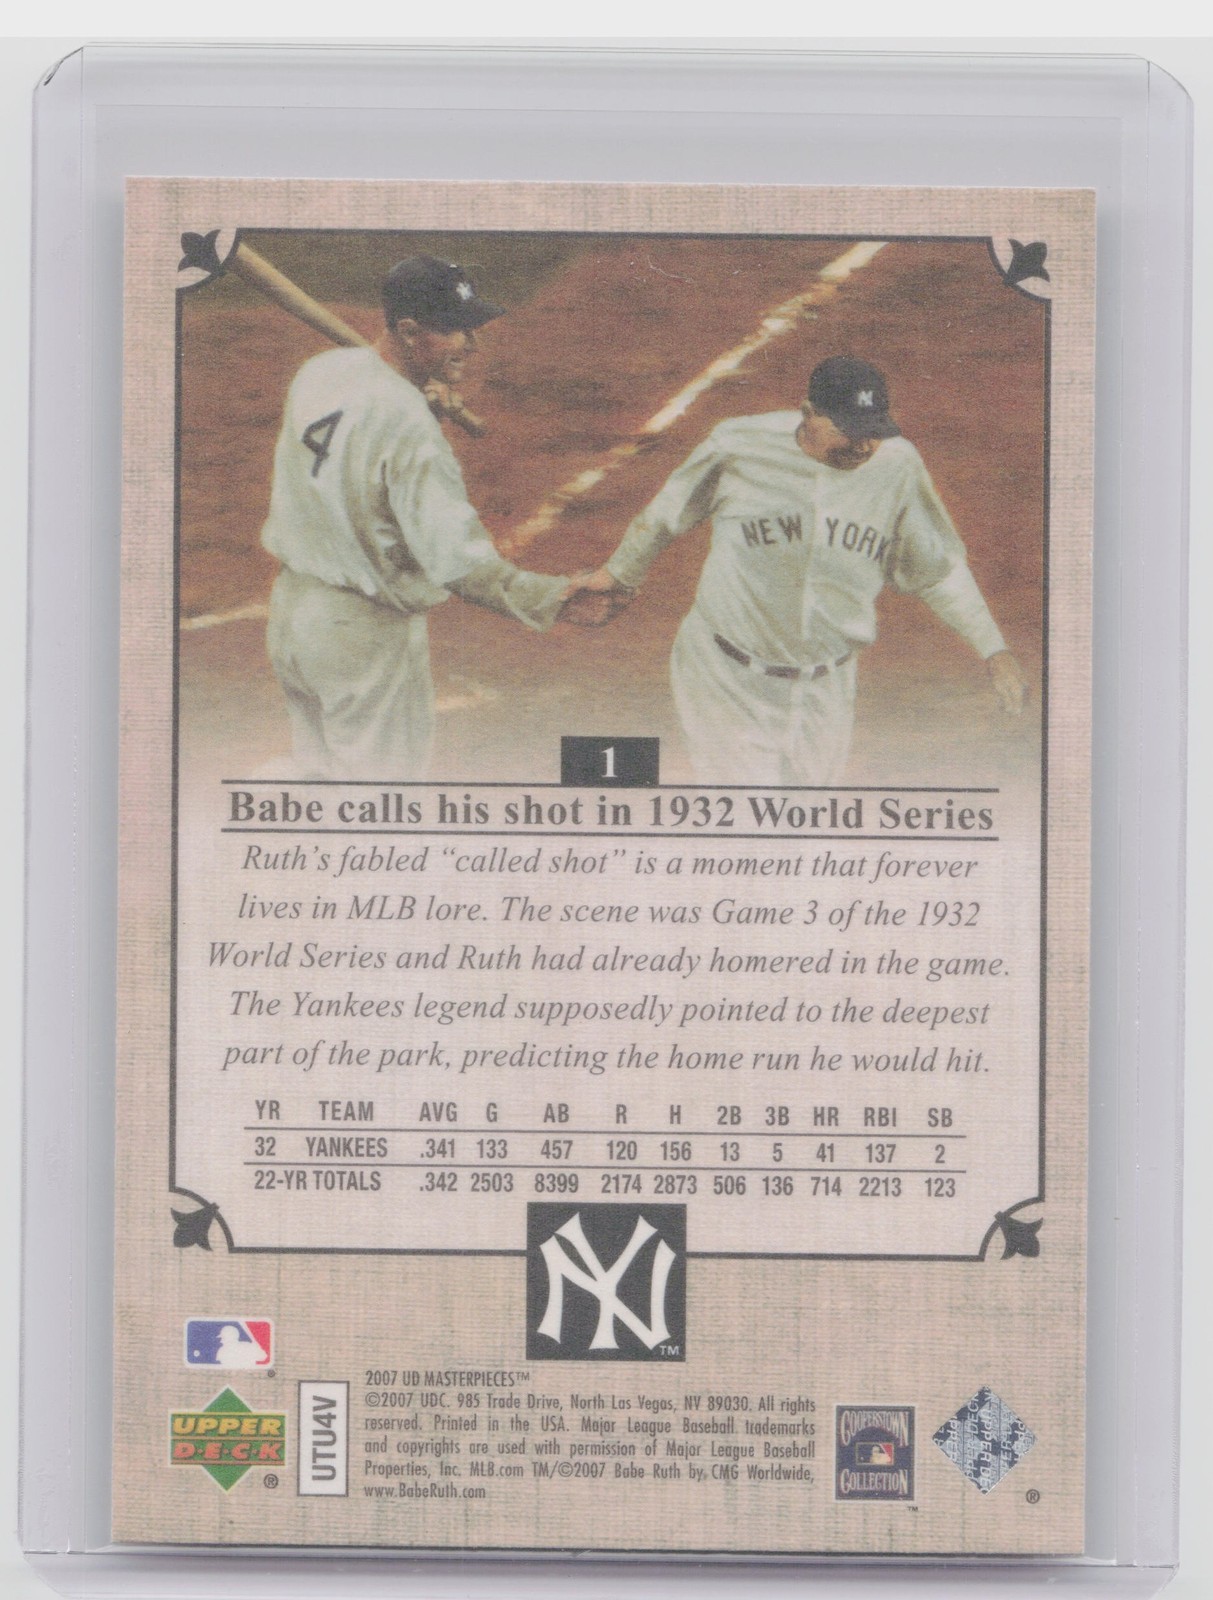 4
NEW YORK
1
Babe calls his shot in 1932 World Series
Ruth's fabled "called shot" is a moment that forever
lives in MLB lore. The scene was Game 3 of the 1932
World Series and Ruth had already homered in the game.
The Yankees legend supposedly pointed to the deepest
part of the park, predicting the home run he would hit.
YR TEAM AVG G AB R H 2B 3B HR RBI SB
32 YANKEES .341 133 457 120 156 13 5 41 137 2
22-YR TOTALS .342 2503 8399 2174 2873 506 136 714 2213 123
NY TM
2007 UD MASTERPIECES™
©2007 UDC. 985 Trade Drive, North Las Vegas, NV 89030. All rights
reserved. Printed in the USA. Major League Baseball trademarks
and copyrights are used with permission of Major League Baseball
Properties, Inc. MLB.com TM/©2007 Babe Ruth by CMG Worldwide,
www.BabeRuth.com
UPPER
D·E·C·K
®
UTU4V
COOPERSTOWN
COLLECTION
™
®